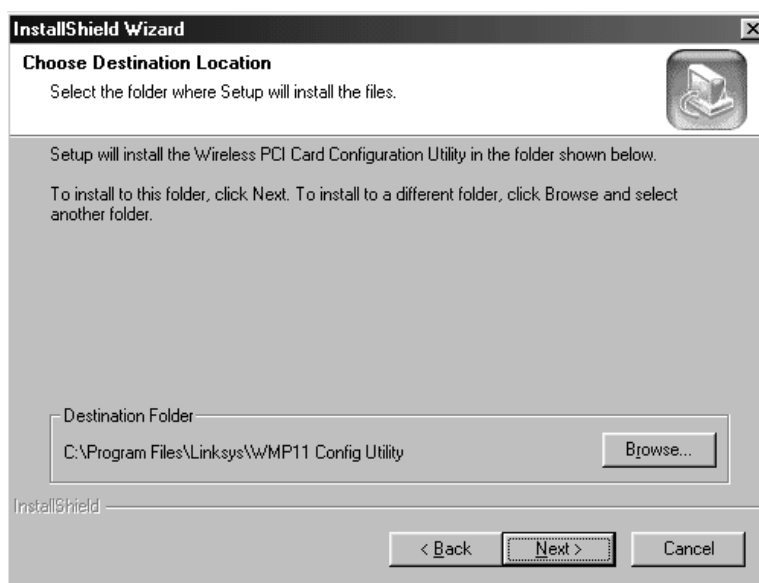 InstallShield Wizard
Choose Destination Location
Select the folder where Setup will install the files.
Setup will install the Wireless PCI Card Configuration Utility in the folder shown below.
To install to this folder, click Next. To install to a different folder, click Browse and select
another folder.
Destination Folder
C:\Program Files\Linksys\WMP11 Config Utility
Browse...
InstallShield
< Back
Next >
Cancel